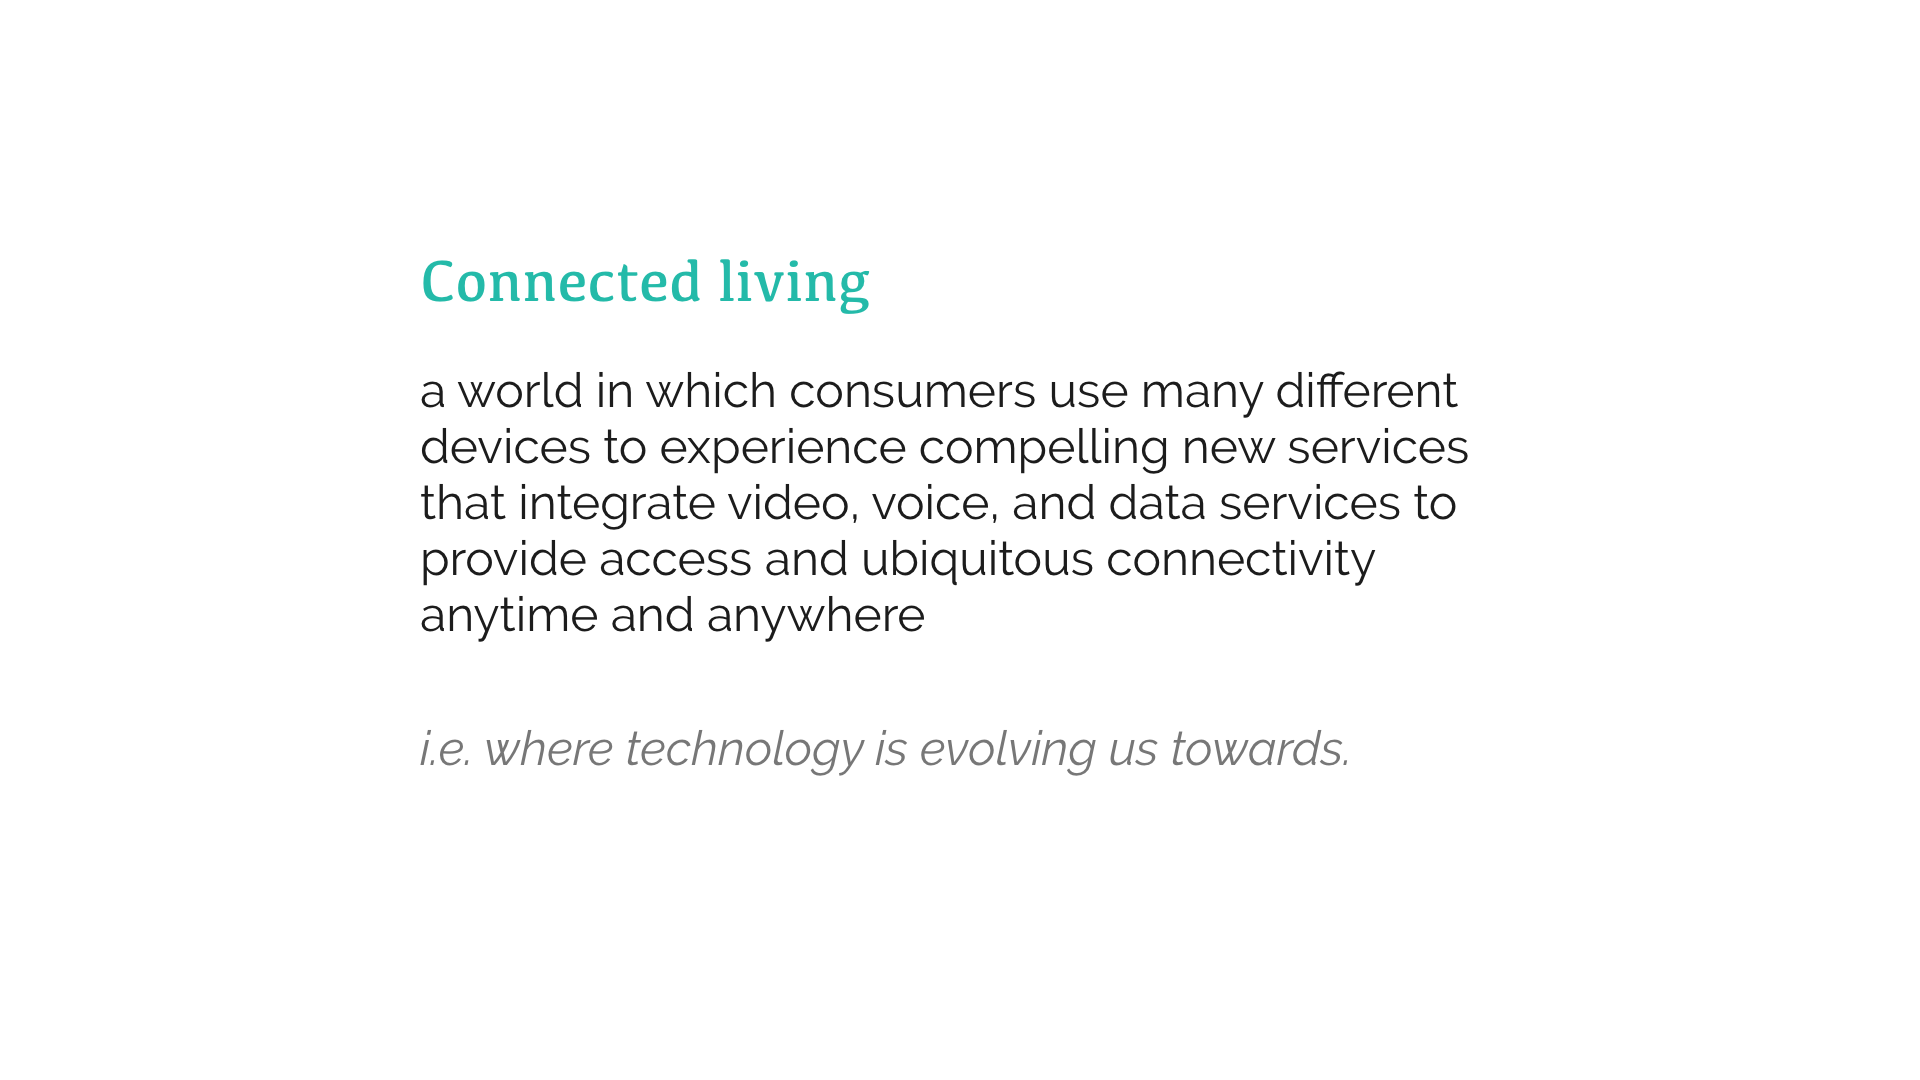 Connected living
a world in which consumers use many different
devices to experience compelling new services
that integrate video, voice, and data services to
provide access and ubiquitous connectivity
anytime and anywhere
i.e. where technology is evolving us towards.